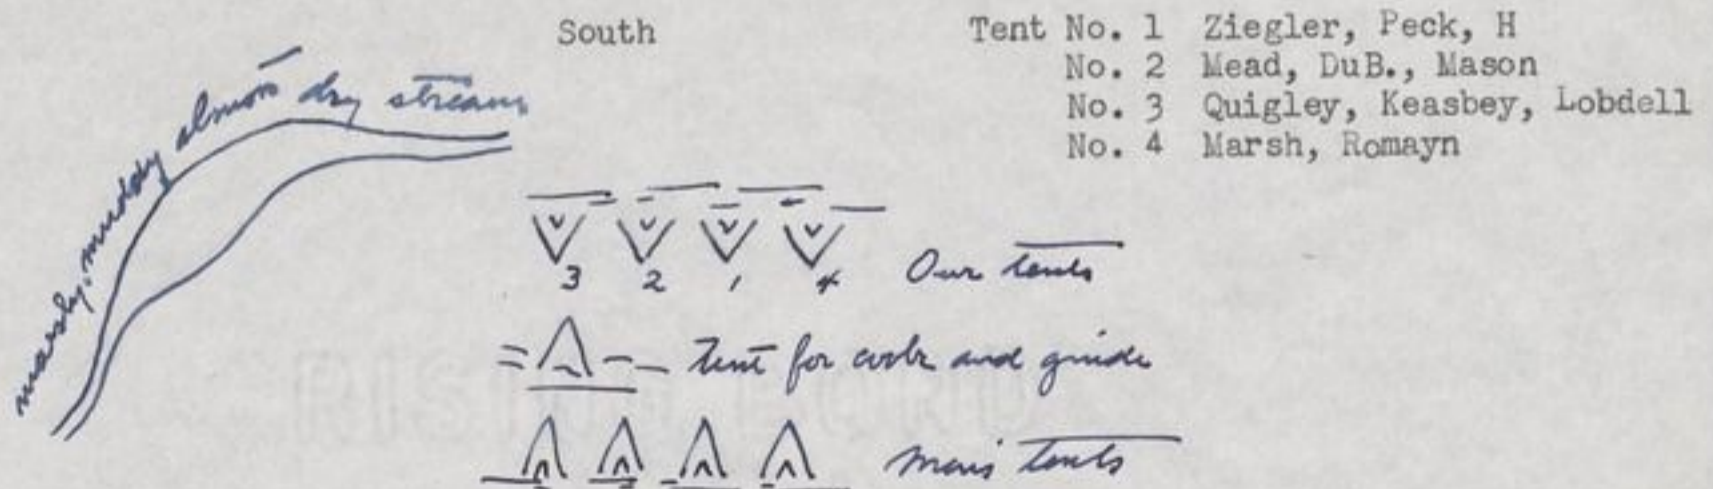 South
Tent No. 1 Ziegler, Peck, H
No. 2 Mead, DuB., Mason
No. 3 Quigley, Keasbey, Lobdell
No. 4 Marsh, Romayn
marshy, muddy almost dry stream
3 2 1 4 Our tents
tent for cook and guide
mens tents